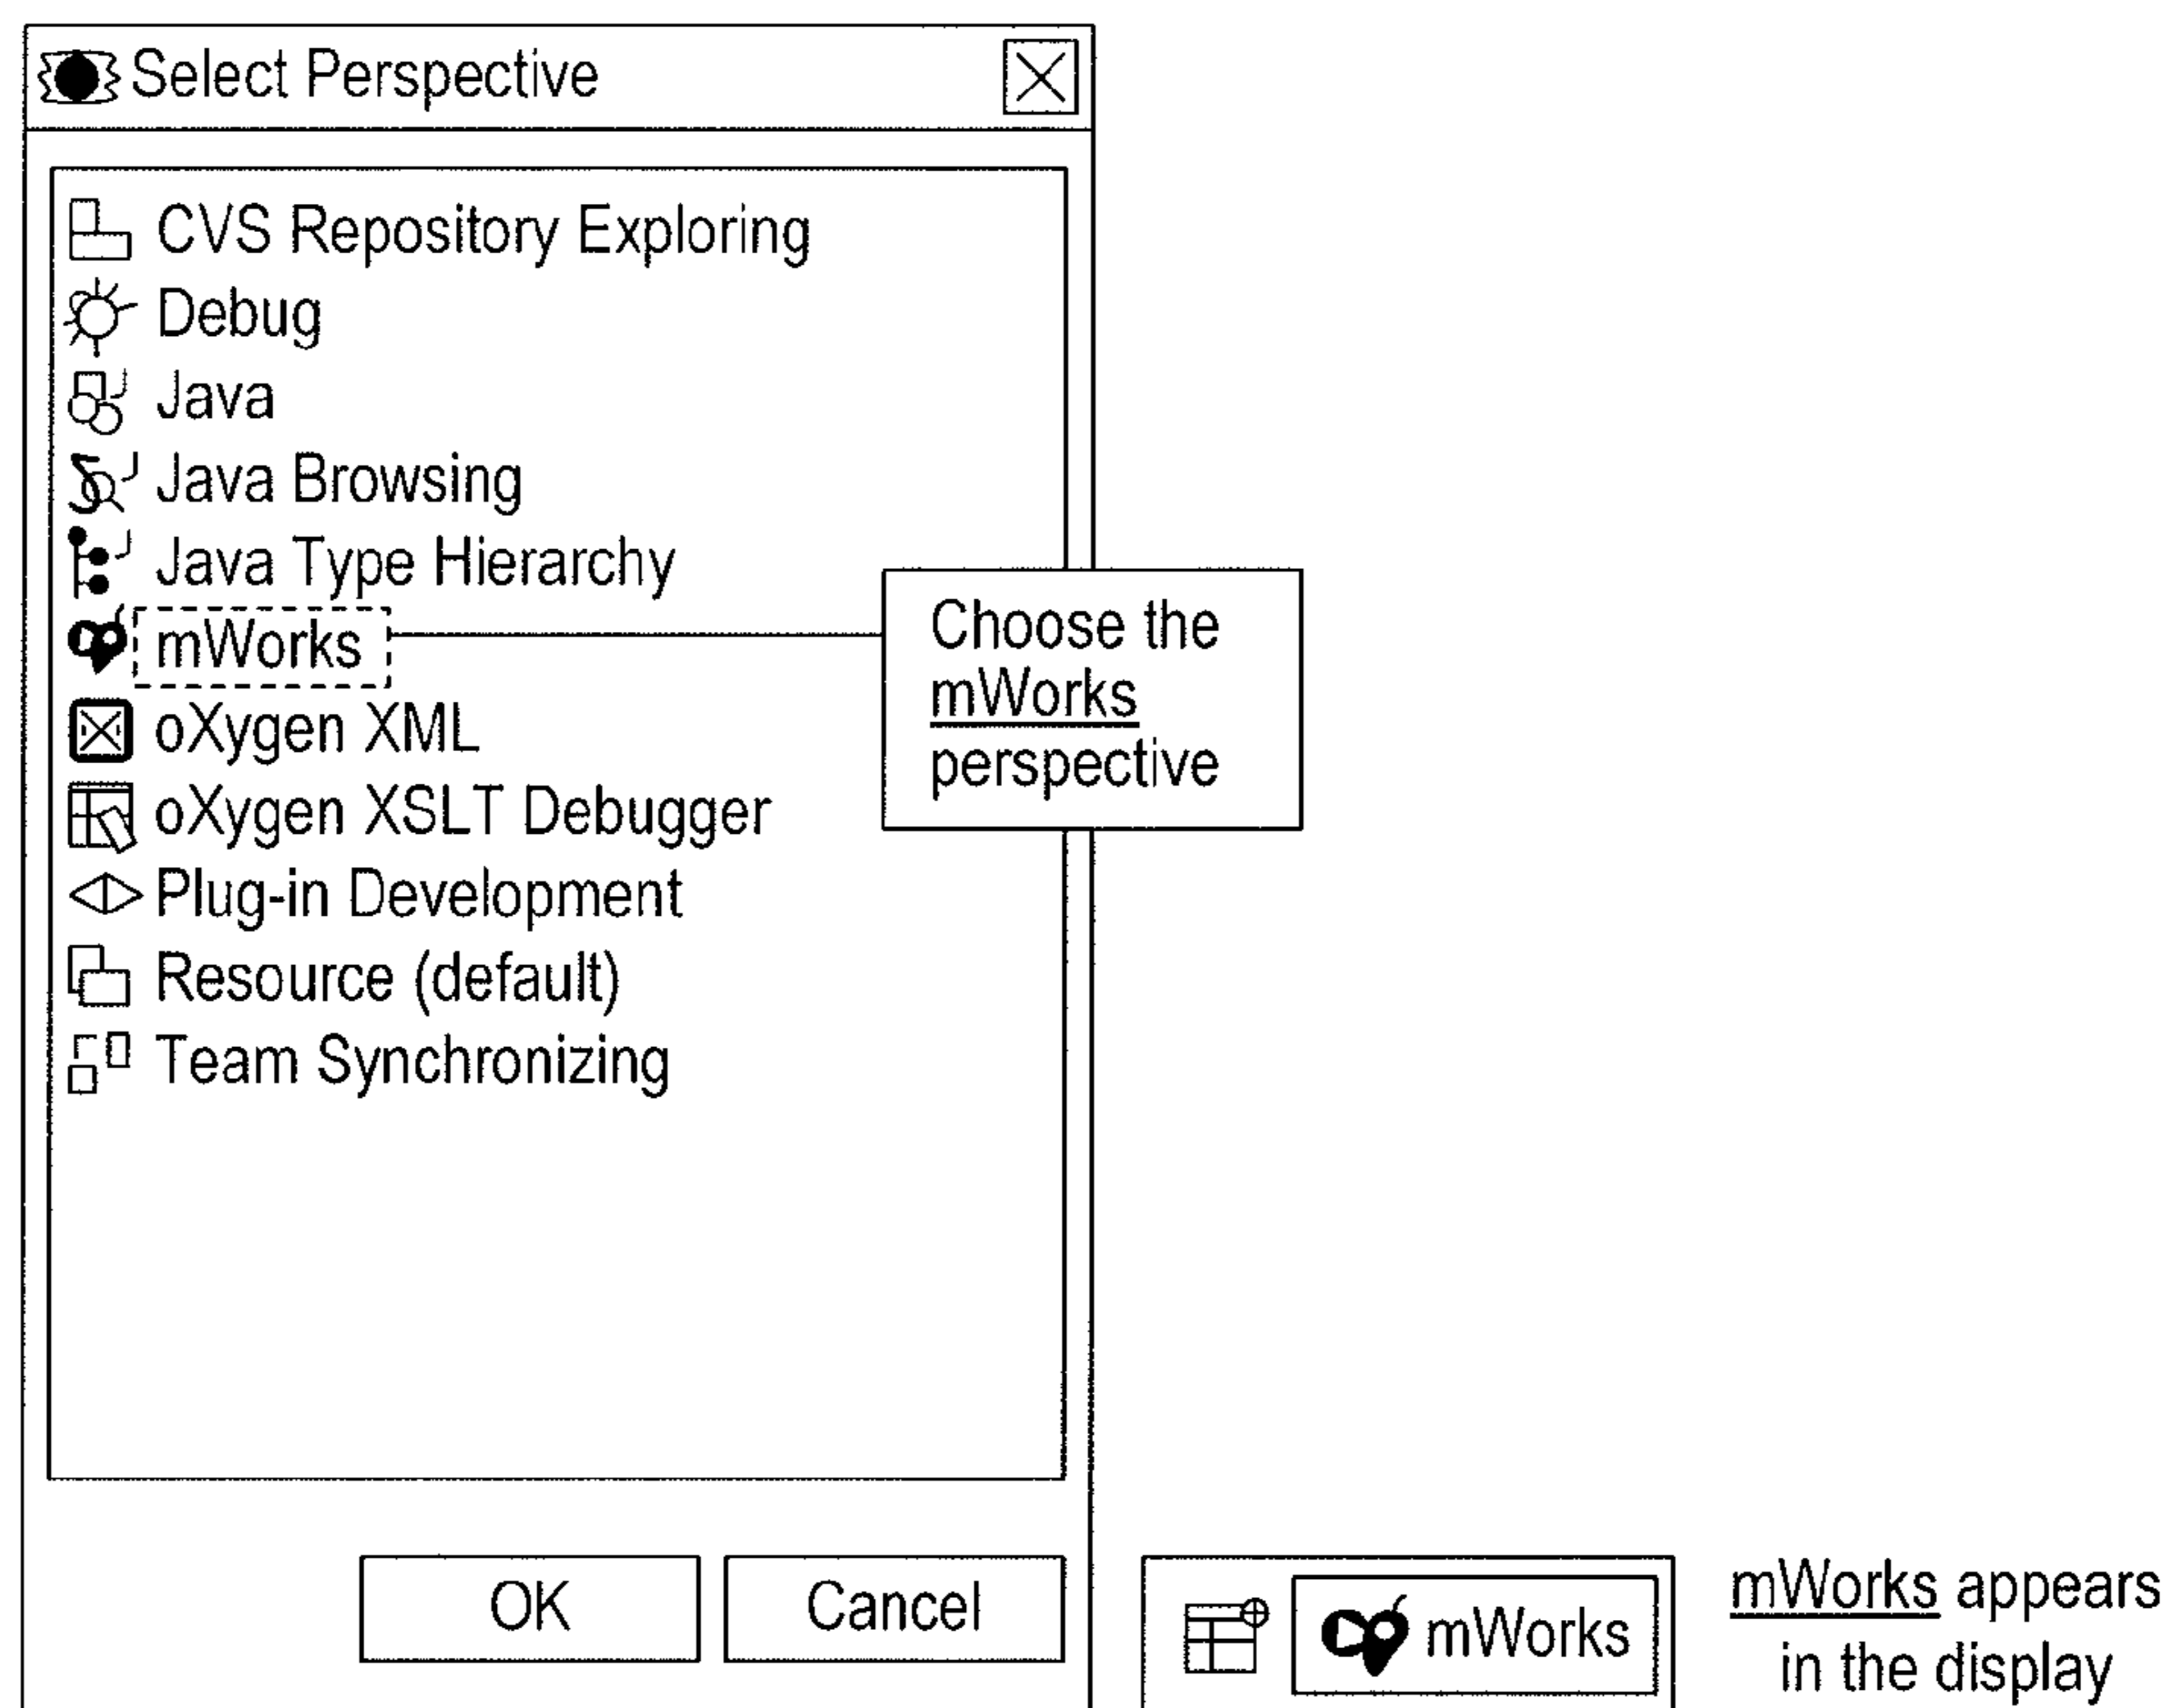 Select Perspective
CVS Repository Exploring
Debug
Java
Java Browsing
Java Type Hierarchy
mWorks
Choose the
mWorks
perspective
oXygen XML
oXygen XSLT Debugger
Plug-in Development
Resource (default)
Team Synchronizing
OK
Cancel
mWorks
mWorks appears
in the display